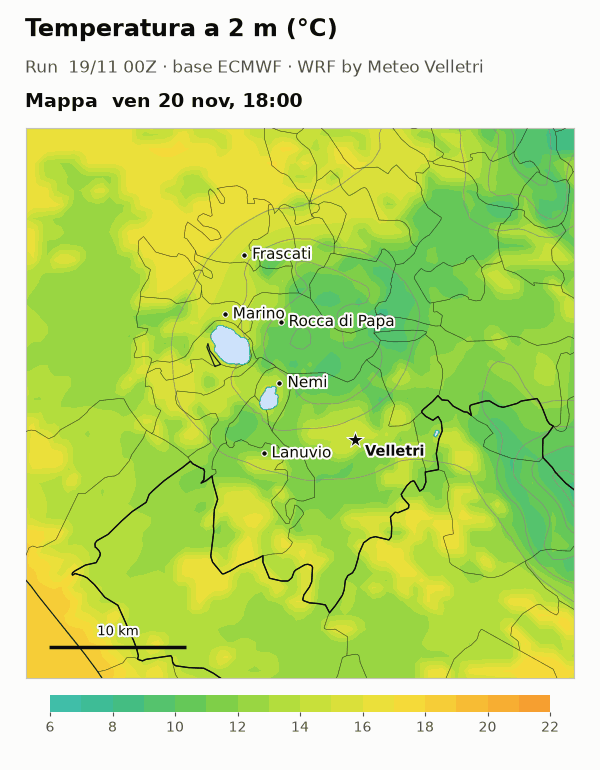 Temperatura a 2 m (°C)
Run  19/11 00Z · base ECMWF · WRF by Meteo Velletri
Mappa  ven 20 nov, 18:00
Frascati
Marino
Rocca di Papa
Nemi
Velletri
Lanuvio
10 km
6 8 10 12 14 16 18 20 22